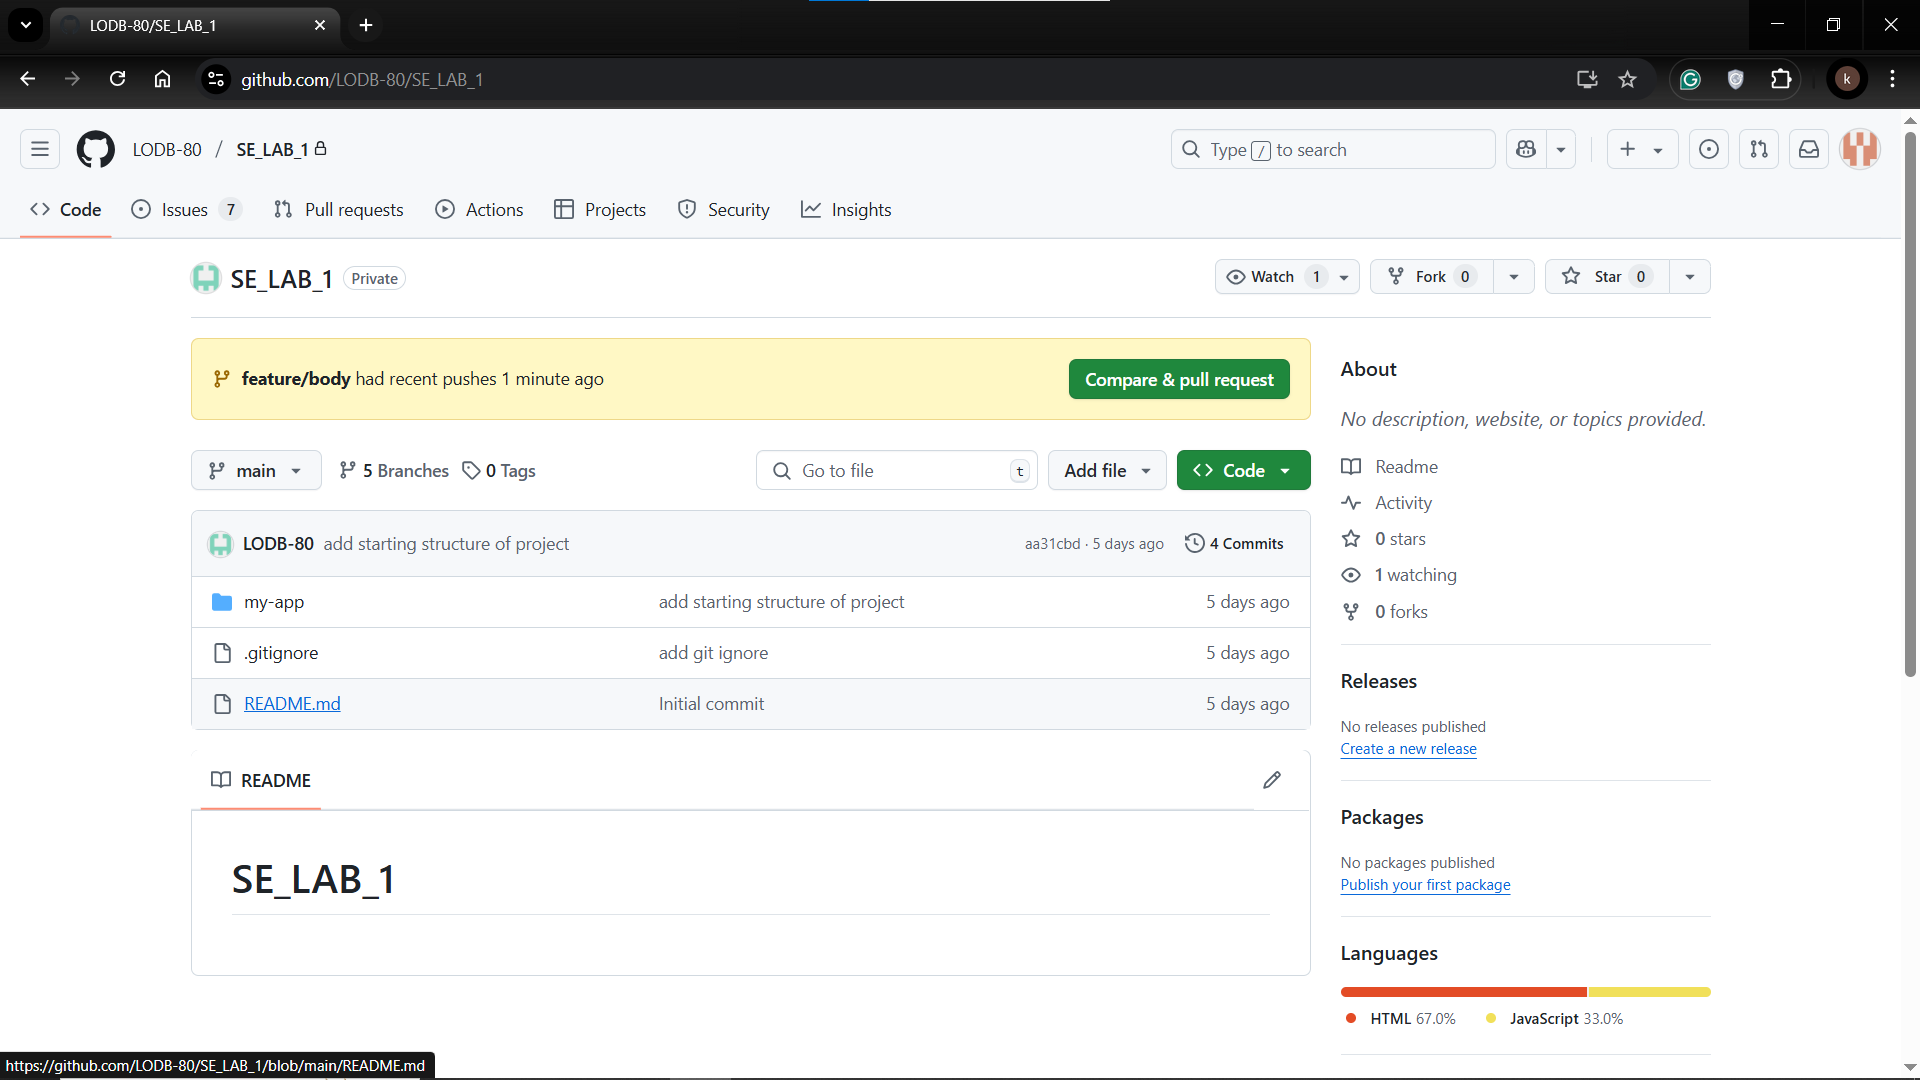 LODB-80/SE_LAB_1
github.com/LODB-80/SE_LAB_1
k
LODB-80 / SE_LAB_1
Type / to search
Code
Issues 7
Pull requests
Actions
Projects
Security
Insights
SE_LAB_1 Private
Watch 1
Fork 0
Star 0
feature/body had recent pushes 1 minute ago
Compare & pull request
main
5 Branches
0 Tags
Go to file t
Add file
Code
LODB-80 add starting structure of project
aa31cbd · 5 days ago
4 Commits
my-app add starting structure of project 5 days ago
.gitignore add git ignore 5 days ago
README.md Initial commit 5 days ago
README
SE_LAB_1
About
No description, website, or topics provided.
Readme
Activity
0 stars
1 watching
0 forks
Releases
No releases published
Create a new release
Packages
No packages published
Publish your first package
Languages
HTML 67.0% JavaScript 33.0%
https://github.com/LODB-80/SE_LAB_1/blob/main/README.md